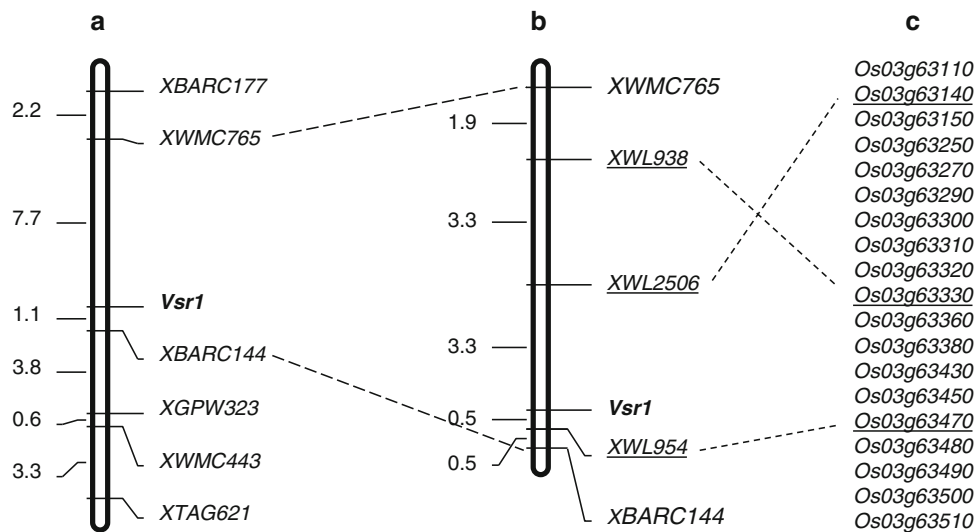 a
2.2
7.7
1.1
3.8
0.6
3.3
XBARC177
XWMC765
Vsr1
XBARC144
XGPW323
XWMC443
XTAG621
b
1.9
3.3
3.3
0.5
0.5
XWMC765
XWL938
XWL2506
Vsr1
XWL954
XBARC144
c
Os03g63110
Os03g63140
Os03g63150
Os03g63250
Os03g63270
Os03g63290
Os03g63300
Os03g63310
Os03g63320
Os03g63330
Os03g63360
Os03g63380
Os03g63430
Os03g63450
Os03g63470
Os03g63480
Os03g63490
Os03g63500
Os03g63510